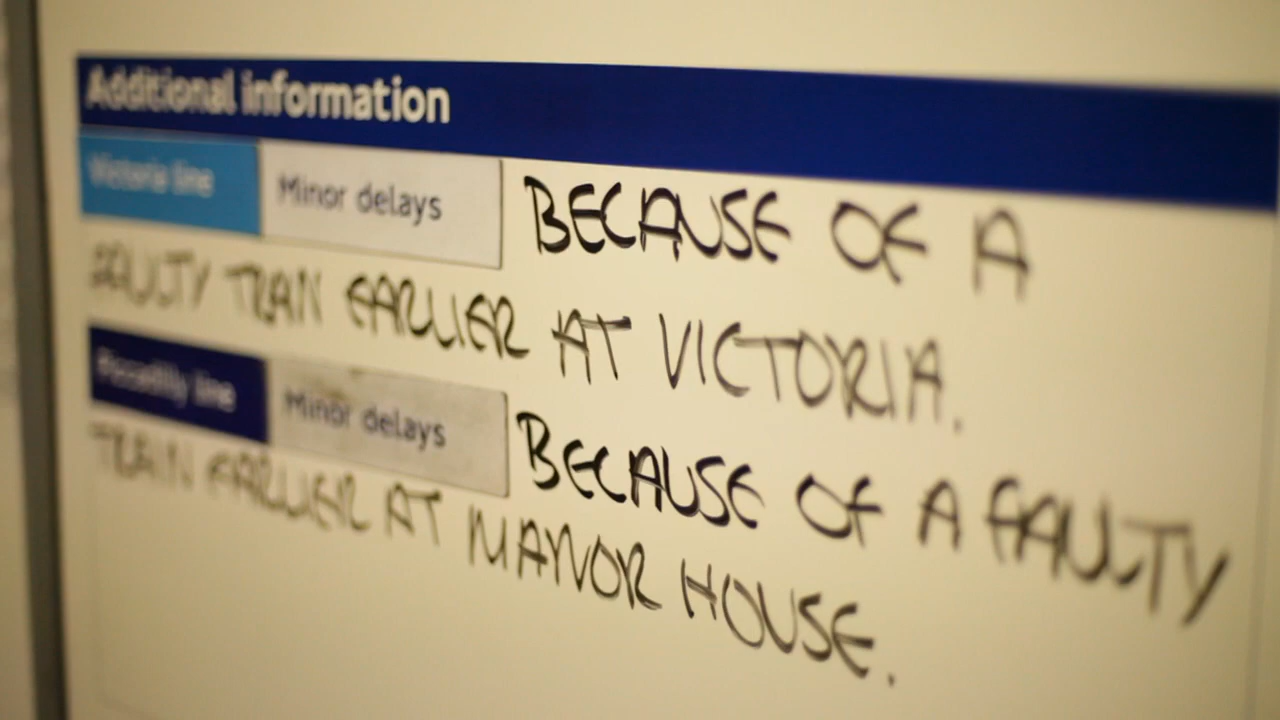 Additional information
Victoria line Minor delays BECAUSE OF A
FAULTY TRAIN EARLIER AT VICTORIA.
Piccadilly line Minor delays BECAUSE OF A FAULTY
TRAIN EARLIER AT MANOR HOUSE.